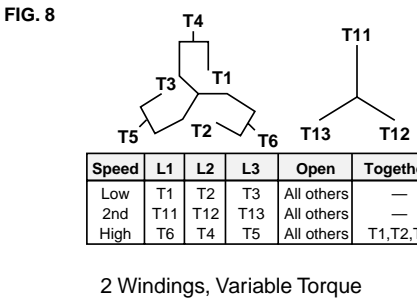 FIG. 8
T4
T11
T3
T1
T2
T5
T6
T13
T12
Speed L1 L2 L3 Open
Low T1 T2 T3 All others —
2nd T11 T12 T13 All others —
High T6 T4 T5 All others T1,T2,
2 Windings, Variable Torque